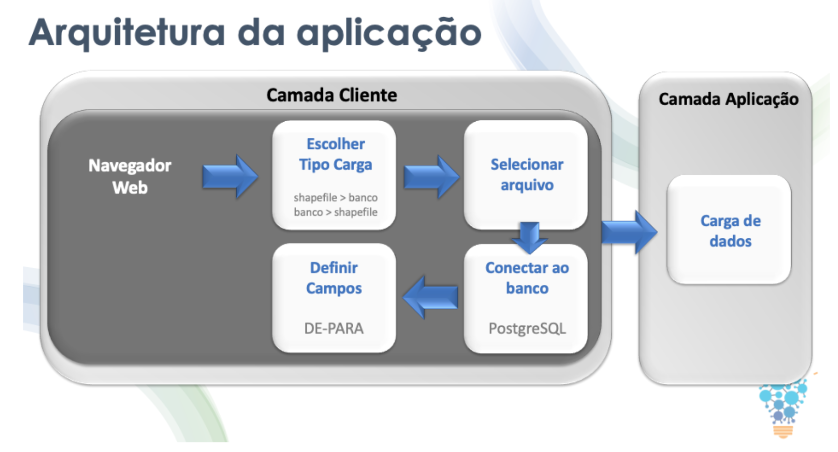 Arquitetura da aplicação
Camada Cliente
Navegador
Web
Escolher
Tipo Carga
shapefile > banco
banco > shapefile
Selecionar
arquivo
Definir
Campos
DE-PARA
Conectar ao
banco
PostgreSQL
Camada Aplicação
Carga de
dados